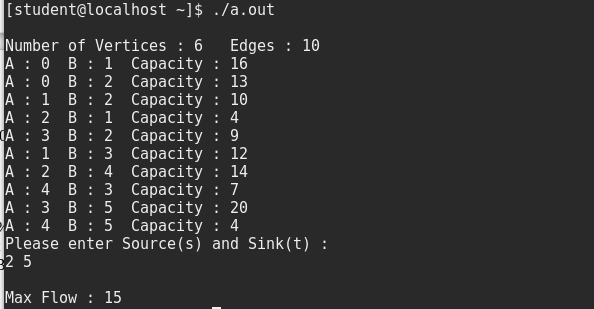 [student@localhost ~]$ ./a.out
Number of Vertices : 6   Edges : 10
A : 0  B : 1  Capacity : 16
A : 0  B : 2  Capacity : 13
A : 1  B : 2  Capacity : 10
A : 2  B : 1  Capacity : 4
A : 3  B : 2  Capacity : 9
A : 1  B : 3  Capacity : 12
A : 2  B : 4  Capacity : 14
A : 4  B : 3  Capacity : 7
A : 3  B : 5  Capacity : 20
A : 4  B : 5  Capacity : 4
Please enter Source(s) and Sink(t) :
2 5
Max Flow : 15